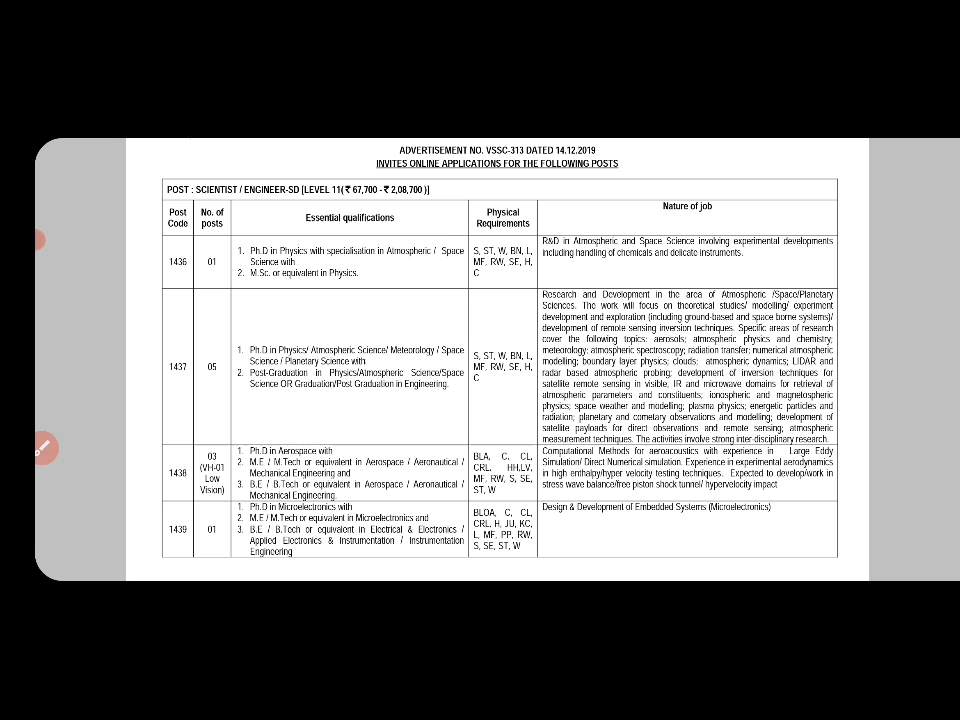 ADVERTISEMENT NO. VSSC-313 DATED 14.12.2019
INVITES ONLINE APPLICATIONS FOR THE FOLLOWING POSTS
POST : SCIENTIST / ENGINEER-SD [LEVEL 11( ₹ 67,700 - ₹ 2,08,700 )]
Post Code
No. of posts
Essential qualifications
Physical Requirements
Nature of job
1436
01
1. Ph.D in Physics with specialisation in Atmospheric / Space
Science with
2. M.Sc. or equivalent in Physics.
S, ST, W, BN, L,
MF, RW, SE, H,
C
R&D in Atmospheric and Space Science involving experimental developments
including handling of chemicals and delicate instruments.
1437
05
1. Ph.D in Physics/ Atmospheric Science/ Meteorology / Space
Science / Planetary Science with
2. Post-Graduation in Physics/Atmospheric Science/Space
Science OR Graduation/Post Graduation in Engineering.
S, ST, W, BN, L,
MF, RW, SE, H,
C
Research and Development in the area of Atmospheric /Space/Planetary
Sciences. The work will focus on theoretical studies/ modelling/ experiment
development and exploration (including ground-based and space borne systems)/
development of remote sensing inversion techniques. Specific areas of research
cover the following topics: aerosols; atmospheric physics and chemistry;
meteorology; atmospheric spectroscopy; radiation transfer; numerical atmospheric
modelling; boundary layer physics; clouds; atmospheric dynamics; LIDAR and
radar based atmospheric probing; development of inversion techniques for
satellite remote sensing in visible, IR and microwave domains for retrieval of
atmospheric parameters and constituents; ionospheric and magnetospheric
physics; space weather and modelling; plasma physics; energetic particles and
radiation; planetary and cometary observations and modelling; development of
satellite payloads for direct observations and remote sensing; atmospheric
measurement techniques. The activities involve strong inter-disciplinary research.
1438
03
(VH-01
Low
Vision)
1. Ph.D in Aerospace with
2. M.E / M.Tech or equivalent in Aerospace / Aeronautical /
Mechanical Engineering and
3. B.E / B.Tech or equivalent in Aerospace / Aeronautical /
Mechanical Engineering.
BLA, C. CL,
CRL, HH,LV,
MF, RW, S, SE,
ST, W
Computational Methods for aeroacoustics with experience in Large Eddy
Simulation/ Direct Numerical simulation. Experience in experimental aerodynamics
in high enthalpy/hyper velocity testing techniques. Expected to develop/work in
stress wave balance/free piston shock tunnel/ hypervelocity impact
1439
01
1. Ph.D in Microelectronics with
2. M.E / M.Tech or equivalent in Microelectronics and
3. B.E / B.Tech or equivalent in Electrical & Electronics /
Applied Electronics & Instrumentation / Instrumentation
Engineering
BLOA, C, CL,
CRL, H, JU, KC,
L, MF, PP, RW,
S, SE, ST, W
Design & Development of Embedded Systems (Microelectronics)